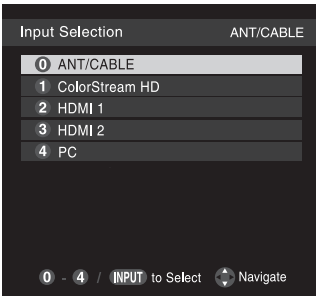 Input Selection ANT/CABLE
0 ANT/CABLE
1 ColorStream HD
2 HDMI 1
3 HDMI 2
4 PC
0 - 4 / INPUT to Select Navigate